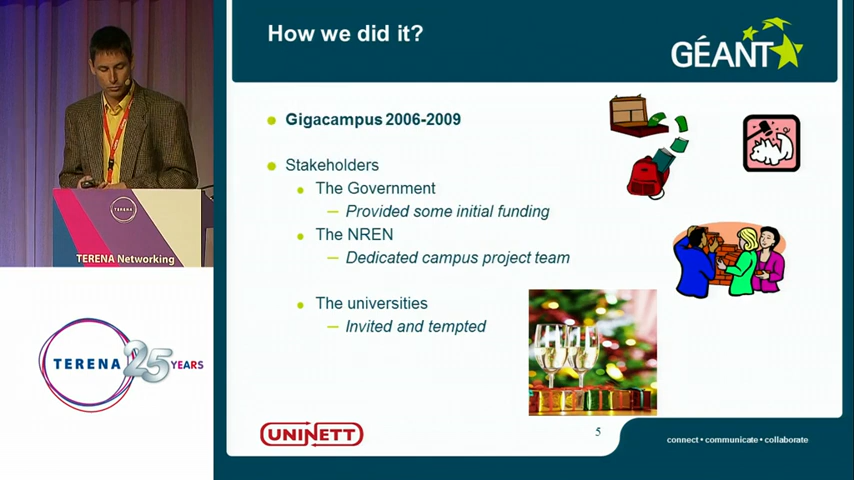 How we did it?
GÉANT
Gigacampus 2006-2009
Stakeholders
The Government
– Provided some initial funding
The NREN
– Dedicated campus project team
The universities
– Invited and tempted
TERENA
TERENA Networking
TERENA 25 YEARS
UNINETT
5
connect • communicate • collaborate